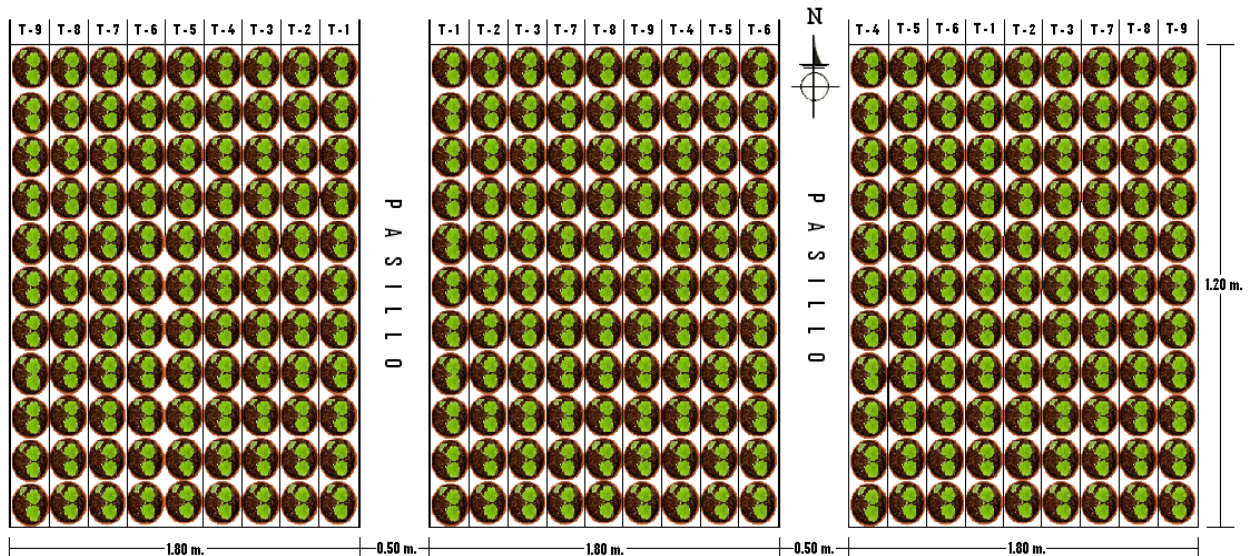 T-9 T-8 T-7 T-6 T-5 T-4 T-3 T-2 T-1
T-1 T-2 T-3 T-7 T-8 T-9 T-4 T-5 T-6
N
T-4 T-5 T-6 T-1 T-2 T-3 T-7 T-8 T-9
PASILLO
PASILLO
1.20 m.
1.80 m.
0.50 m.
1.80 m.
0.50 m.
1.80 m.